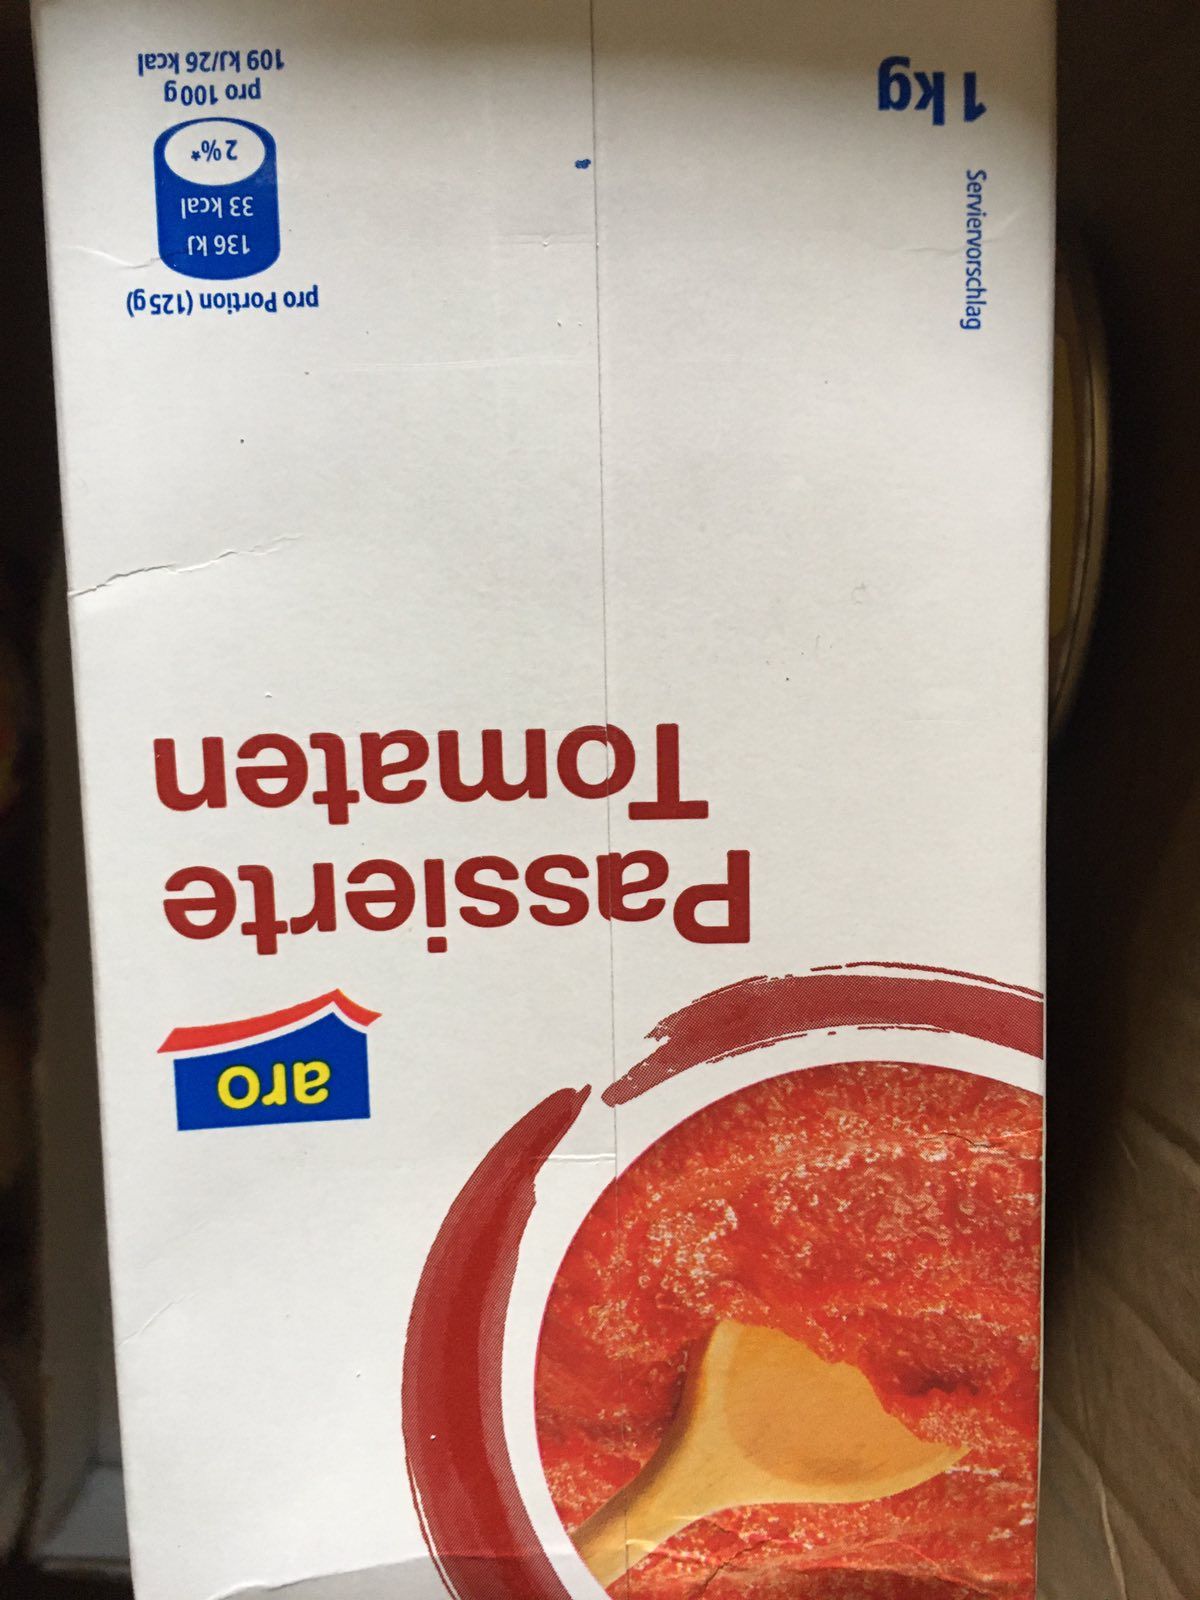 aro
Passierte
Tomaten
pro Portion (125 g)
136 kJ
33 kcal
2 %*
pro 100 g
109 kJ/26 kcal
Serviervorschlag
1 kg